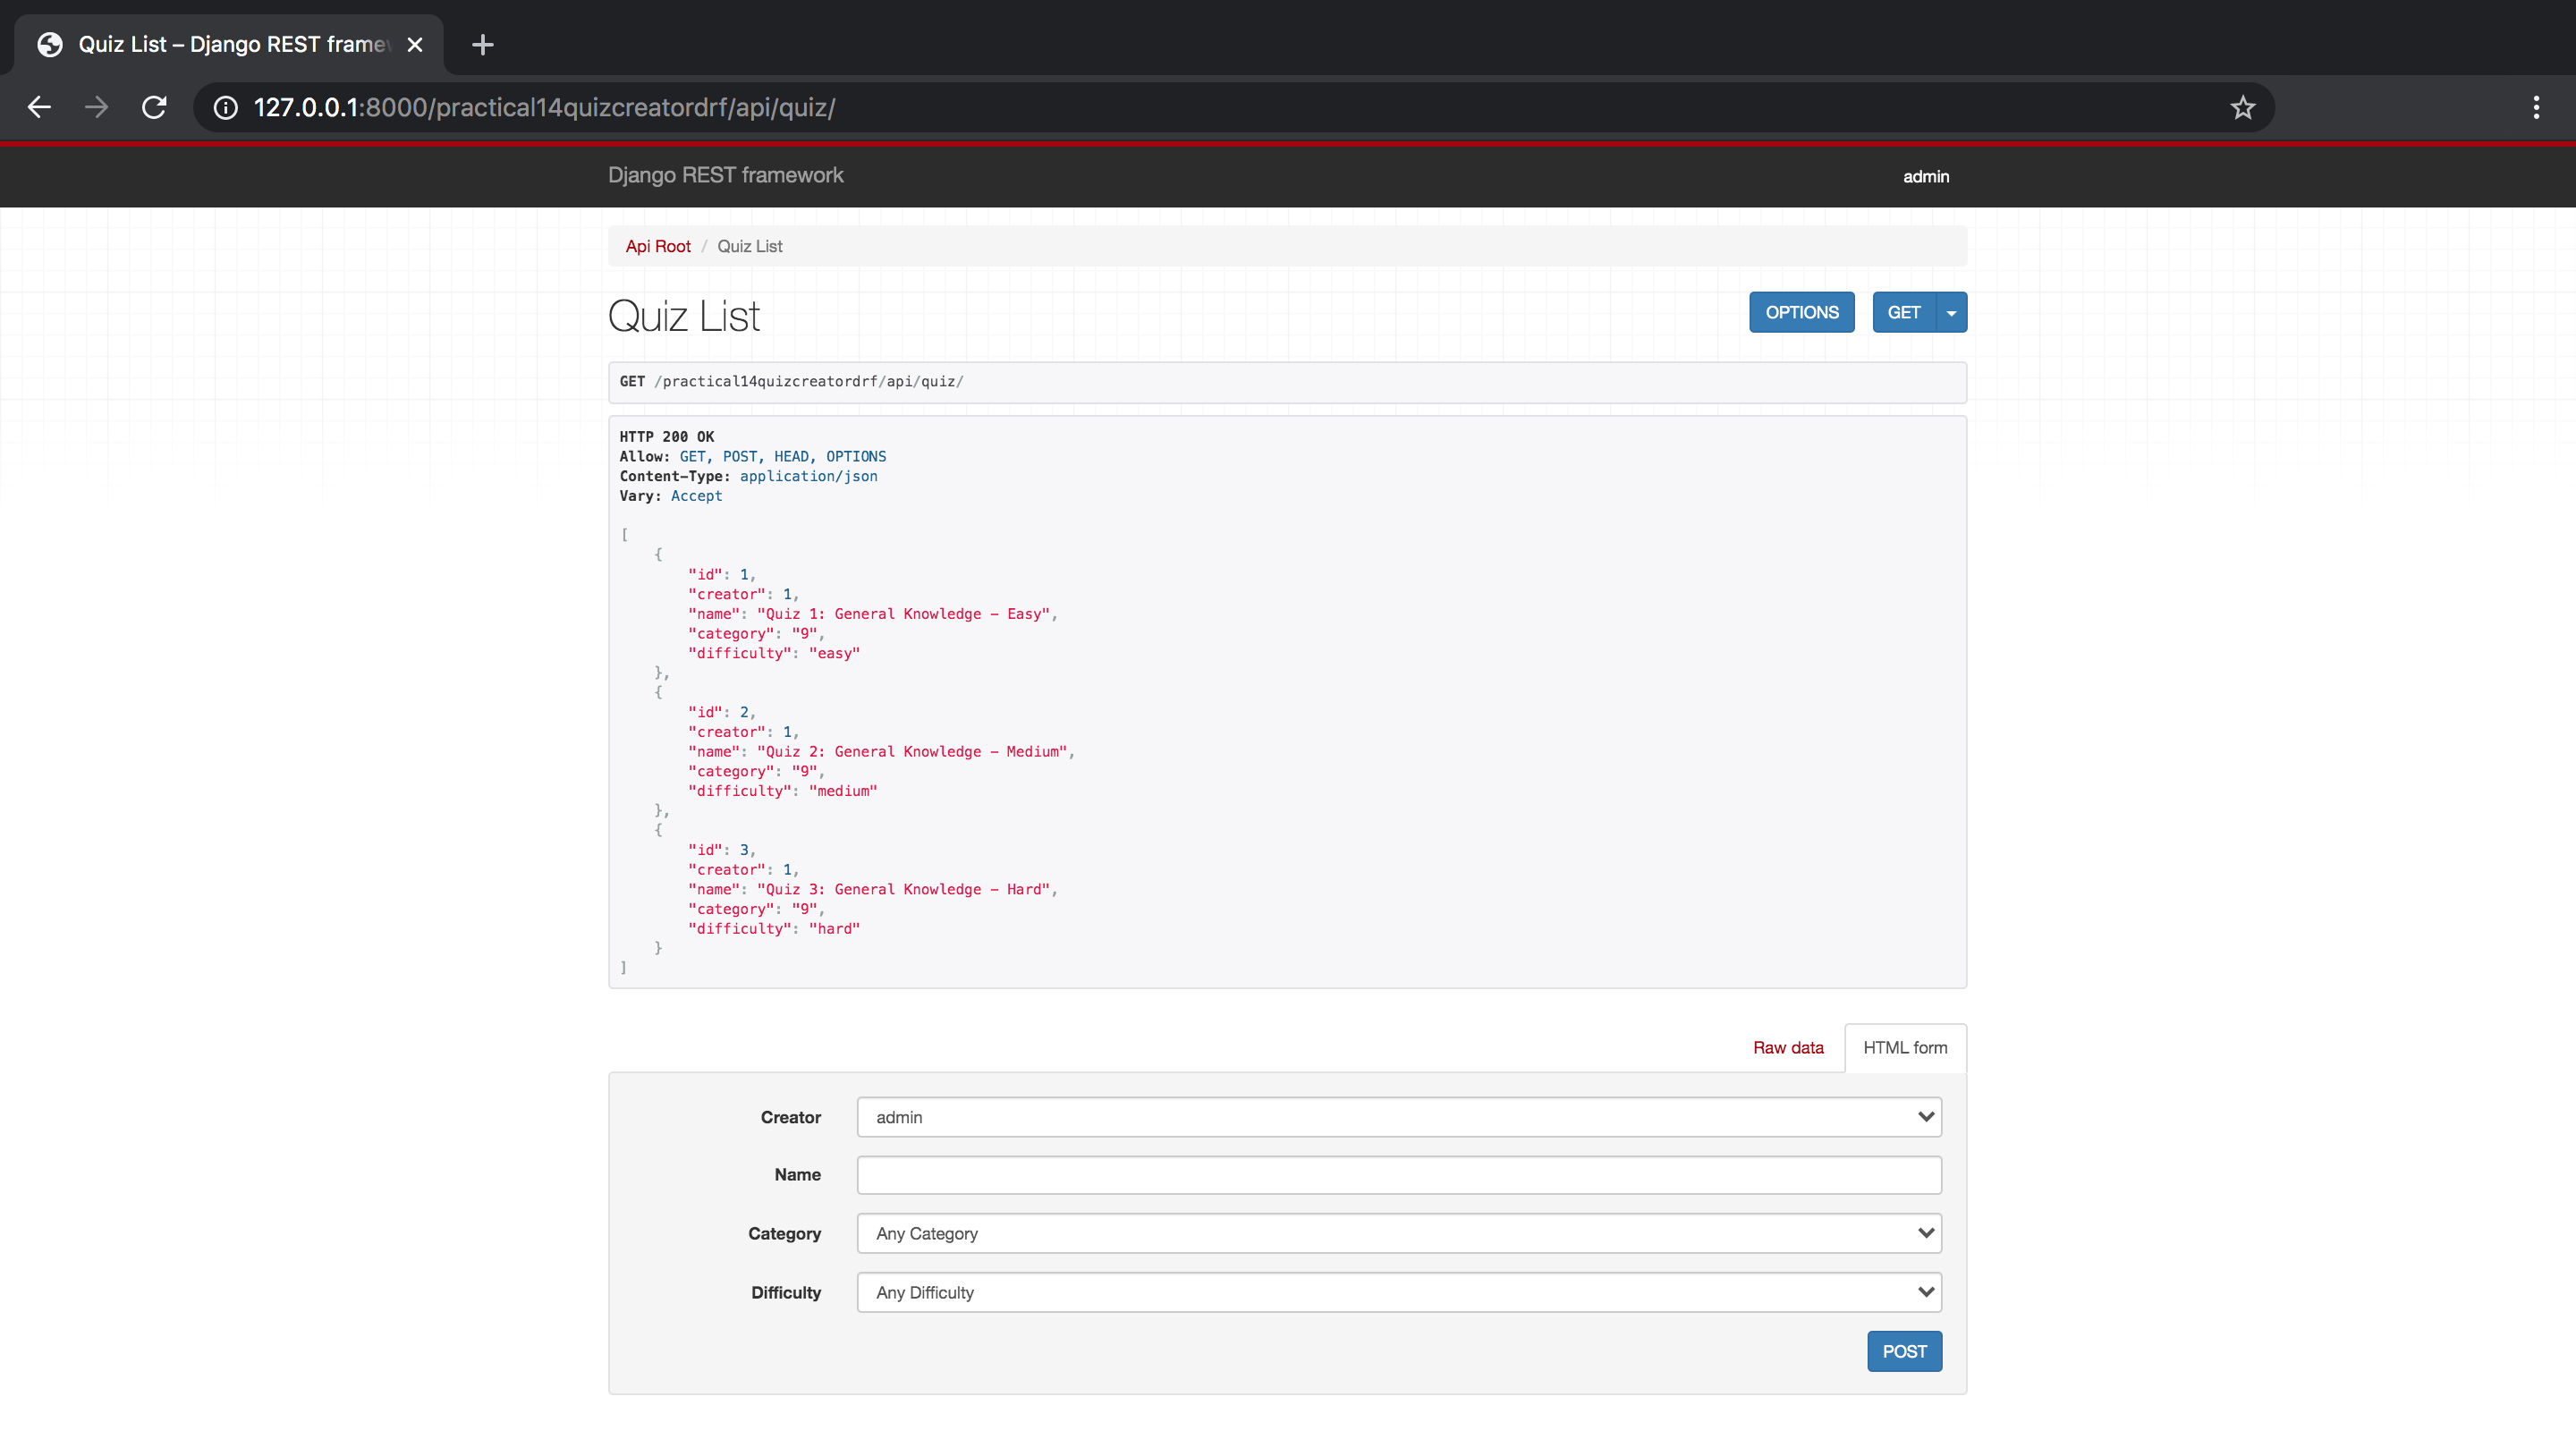 Quiz List – Django REST frame
127.0.0.1:8000/practical14quizcreatordrf/api/quiz/
Django REST framework
admin
Api Root / Quiz List
Quiz List
OPTIONS
GET
GET /practical14quizcreatordrf/api/quiz/
HTTP 200 OK
Allow: GET, POST, HEAD, OPTIONS
Content-Type: application/json
Vary: Accept
[
{
"id": 1,
"creator": 1,
"name": "Quiz 1: General Knowledge - Easy",
"category": "9",
"difficulty": "easy"
},
{
"id": 2,
"creator": 1,
"name": "Quiz 2: General Knowledge - Medium",
"category": "9",
"difficulty": "medium"
},
{
"id": 3,
"creator": 1,
"name": "Quiz 3: General Knowledge - Hard",
"category": "9",
"difficulty": "hard"
}
]
Raw data
HTML form
Creator
admin
Name
Category
Any Category
Difficulty
Any Difficulty
POST